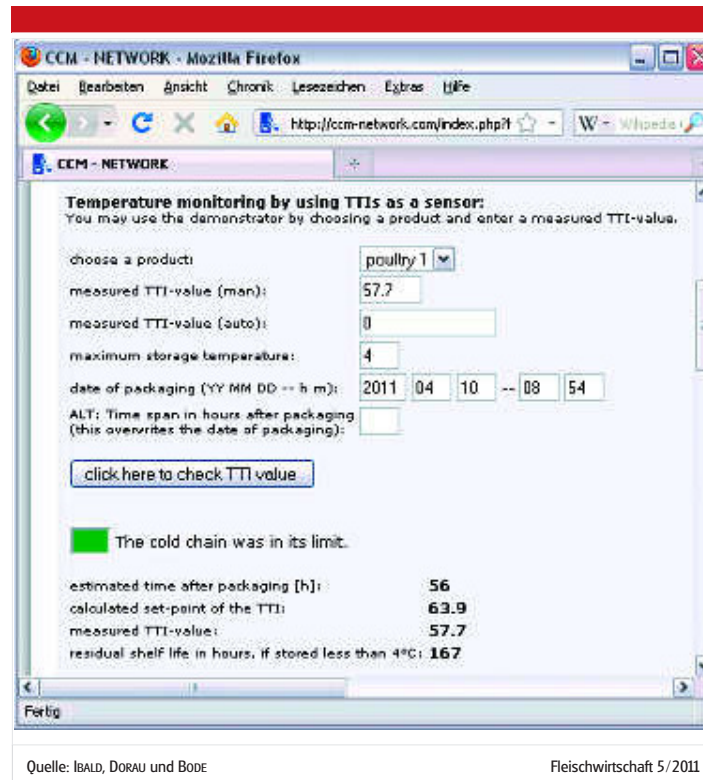 CCM - NETWORK - Mozilla Firefox
Datei Bearbeiten Ansicht Chronik Lesezeichen Extras Hilfe
http://ccm-network.com/index.php?t W - Wikipedia
CCM - NETWORK
Temperature monitoring by using TTIs as a sensor:
You may use the demonstrator by choosing a product and enter a measured TTI-value.
choose a product: poultry 1
measured TTI-value (man): 57.7
measured TTI-value (auto): 0
maximum storage temperature: 4
date of packaging (YY MM DD -- h m): 2011 04 10 -- 08 54
ALT: Time span in hours after packaging
(this overwrites the date of packaging):
click here to check TTI value
The cold chain was in its limit.
estimated time after packaging [h]: 56
calculated set-point of the TTI: 63.9
measured TTI-value: 57.7
residual shelf life in hours, if stored less than 4°C: 167
Fertig
Quelle: IBALD, DORAU und BODE Fleischwirtschaft 5/2011